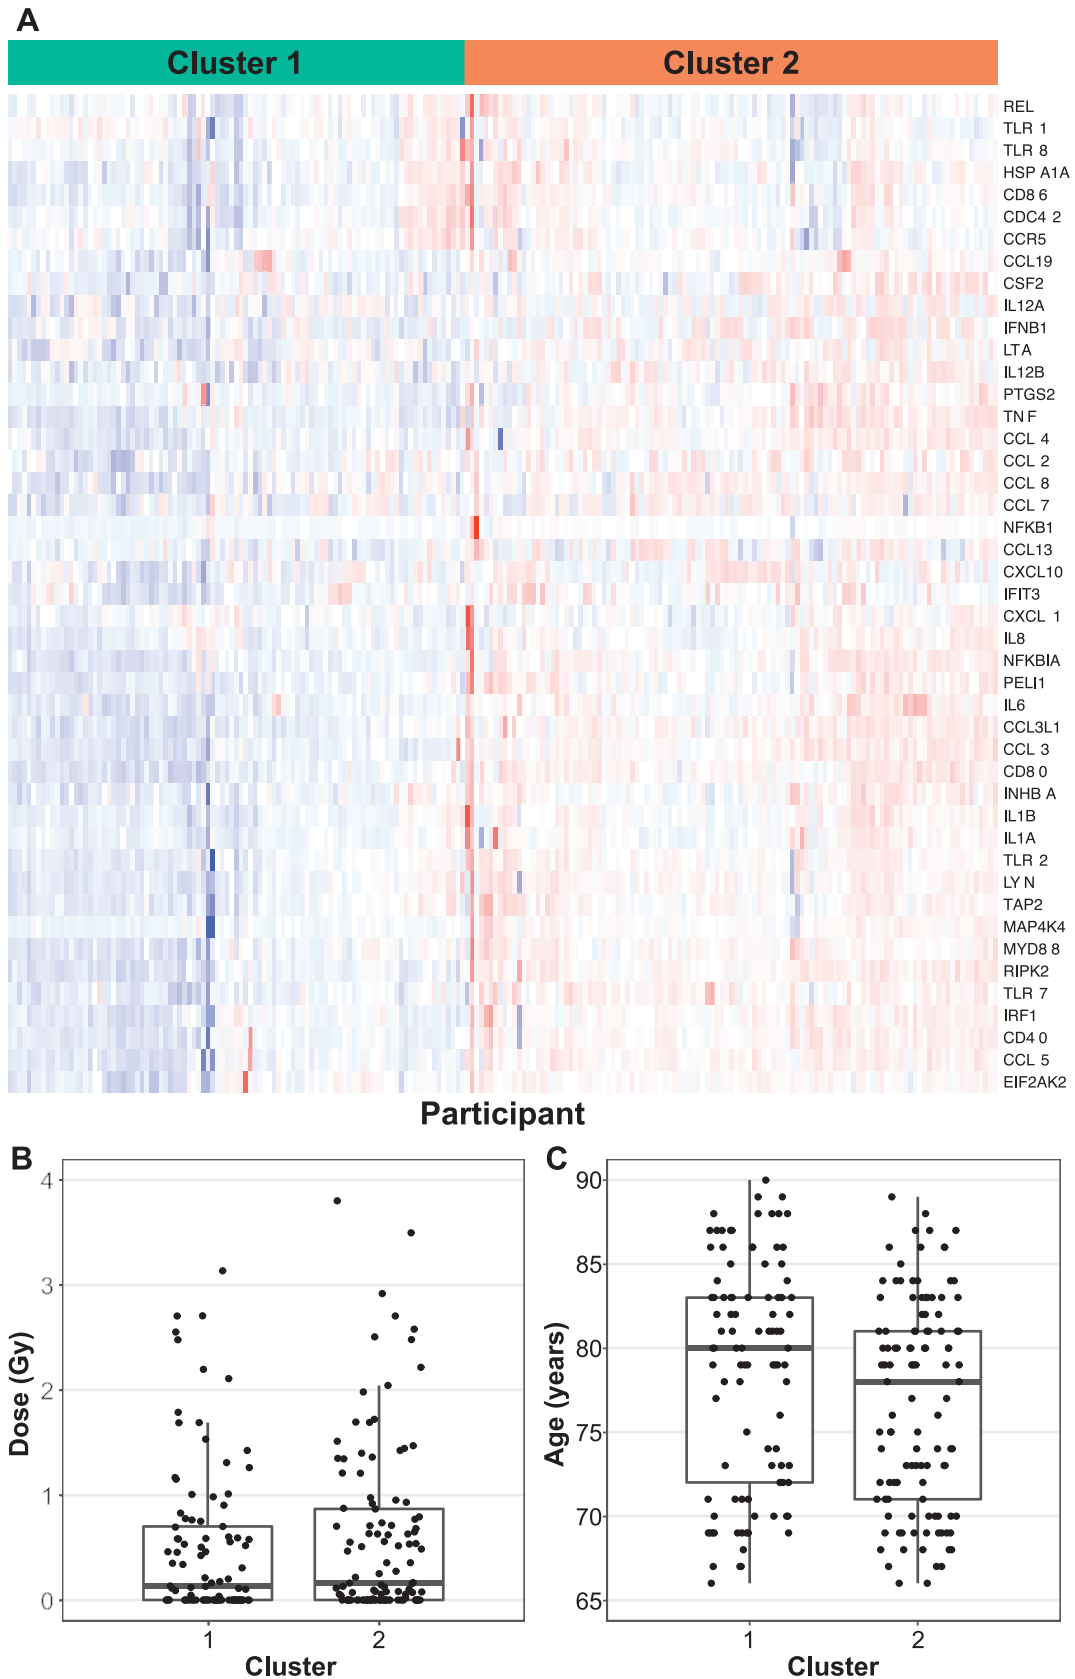 A
Cluster 1 Cluster 2
REL
TLR 1
TLR 8
HSP A1A
CD8 6
CDC4 2
CCR5
CCL19
CSF2
IL12A
IFNB1
LTA
IL12B
PTGS2
TN F
CCL 4
CCL 2
CCL 8
CCL 7
NFKB1
CCL13
CXCL10
IFIT3
CXCL 1
IL8
NFKBIA
PELI1
IL6
CCL3L1
CCL 3
CD8 0
INHB A
IL1B
IL1A
TLR 2
LY N
TAP2
MAP4K4
MYD8 8
RIPK2
TLR 7
IRF1
CD4 0
CCL 5
EIF2AK2
Participant
B
4
3
2
1
0
Dose (Gy)
1 2
Cluster
C
90
85
80
75
70
65
Age (years)
1 2
Cluster